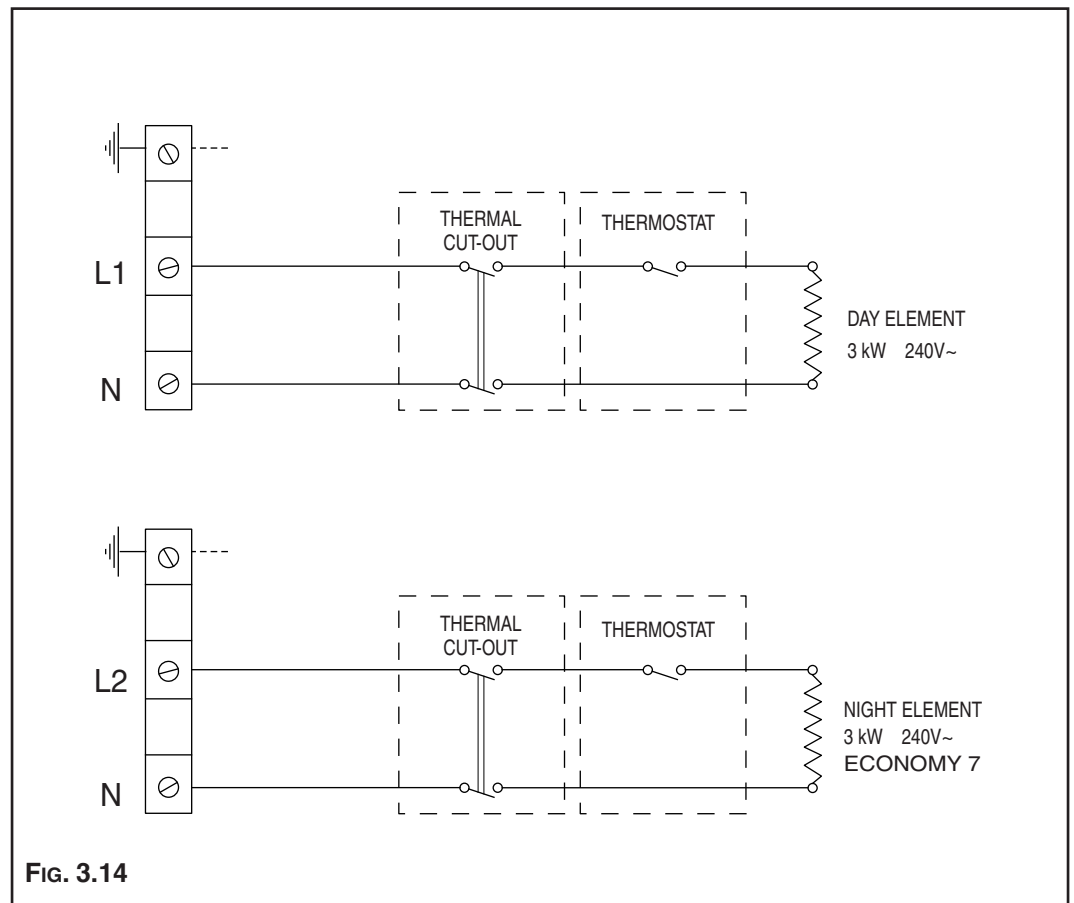 THERMAL
CUT-OUT
THERMOSTAT
L1
DAY ELEMENT
3 kW 240V~
N
THERMAL
CUT-OUT
THERMOSTAT
L2
NIGHT ELEMENT
3 kW 240V~
ECONOMY 7
N
FIG. 3.14